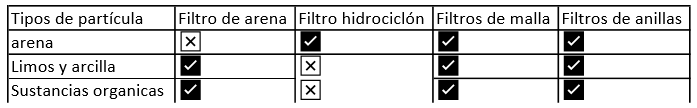 Tipos de partícula Filtro de arena Filtro hidrociclón Filtros de malla Filtros de anillas
arena ☒ ✓ ✓ ✓
Limos y arcilla ✓ ☒ ✓ ✓
Sustancias organicas ✓ ☒ ✓ ✓